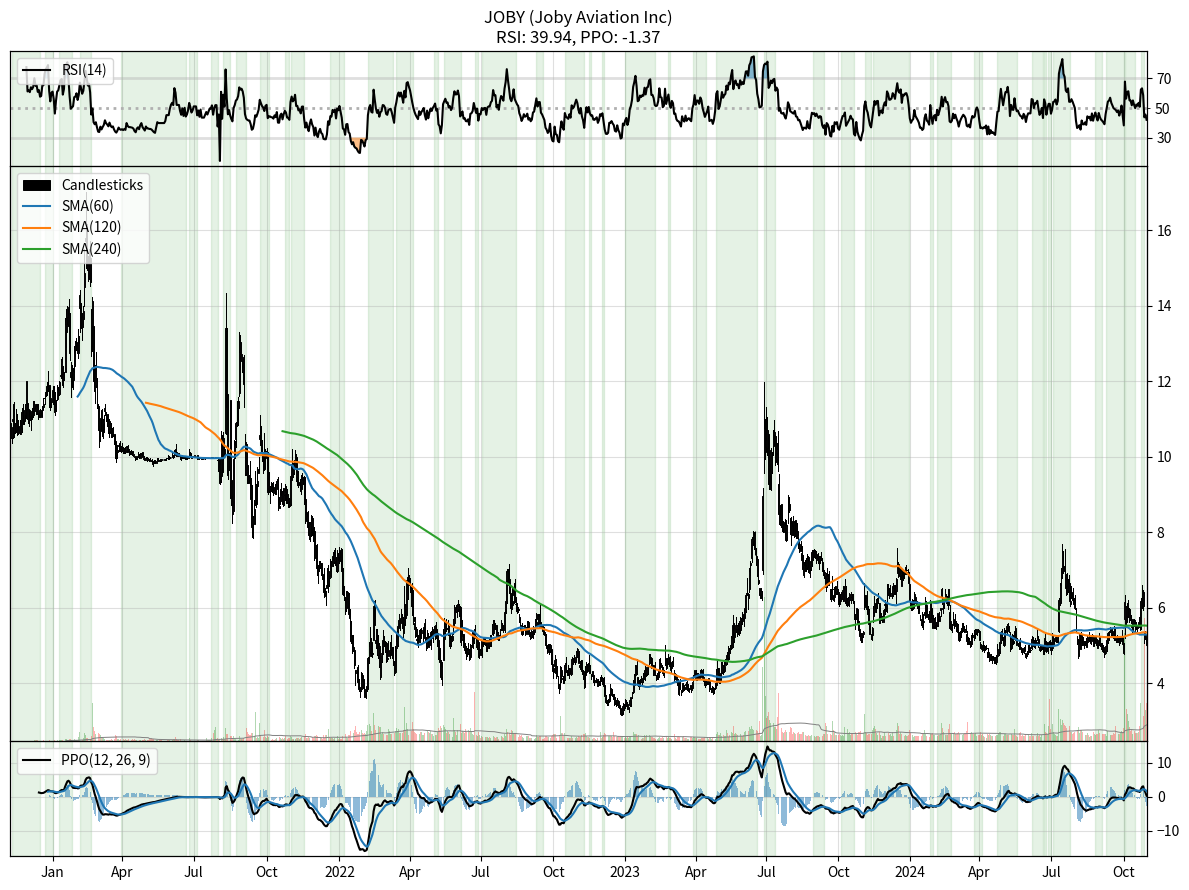 JOBY (Joby Aviation Inc)
RSI: 39.94, PPO: -1.37
RSI(14)
70
50
30
Candlesticks
SMA(60)
SMA(120)
SMA(240)
16
14
12
10
8
6
4
PPO(12, 26, 9)
10
0
−10
Jan Apr Jul Oct 2022 Apr Jul Oct 2023 Apr Jul Oct 2024 Apr Jul Oct